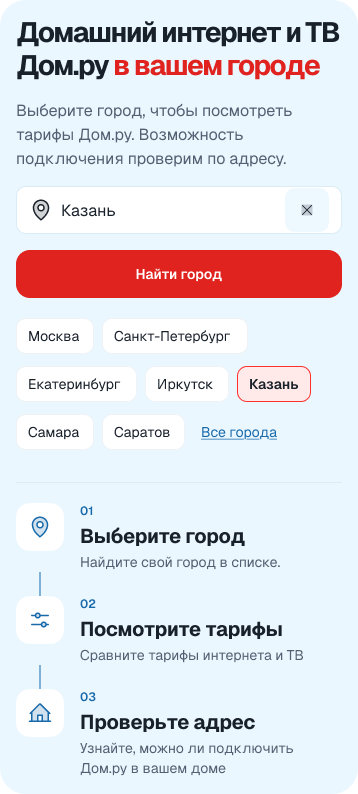 Домашний интернет и ТВ
Дом.ру в вашем городе
Выберите город, чтобы посмотреть
тарифы Дом.ру. Возможность
подключения проверим по адресу.
Казань
Найти город
Москва
Санкт-Петербург
Екатеринбург
Иркутск
Казань
Самара
Саратов
Все города
01
Выберите город
Найдите свой город в списке.
02
Посмотрите тарифы
Сравните тарифы интернета и ТВ
03
Проверьте адрес
Узнайте, можно ли подключить
Дом.ру в вашем доме